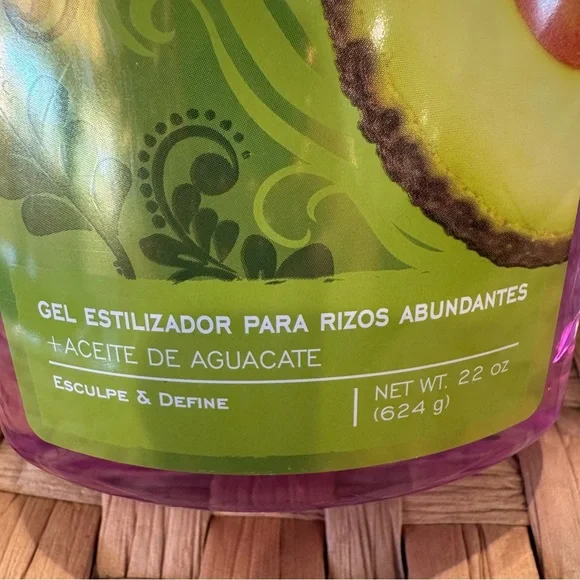 GEL ESTILIZADOR PARA RIZOS ABUNDANTES
+ACEITE DE AGUACATE
ESCULPE & DEFINE
NET WT. 22 oz
(624 g)